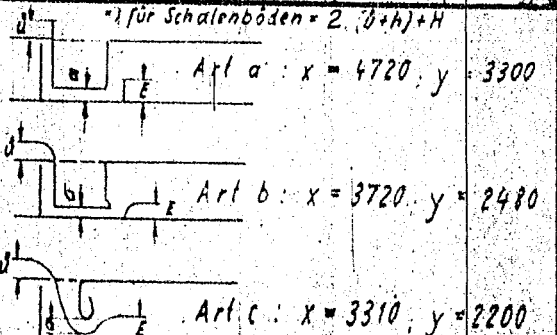 *) für Schalenböden = 2 (b+h)+H
Art a : x = 4720, y = 3300
E
Art b : x = 3720, y = 2480
b
E
Art c : x = 3310, y = 2200
E